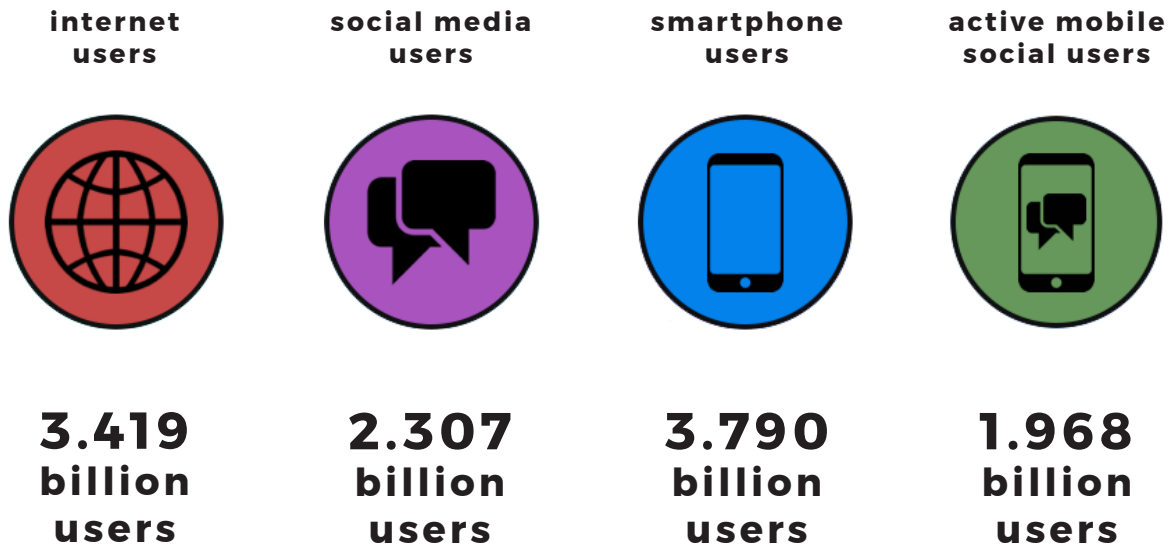 internet
users
social media
users
smartphone
users
active mobile
social users
3.419
billion
users
2.307
billion
users
3.790
billion
users
1.968
billion
users